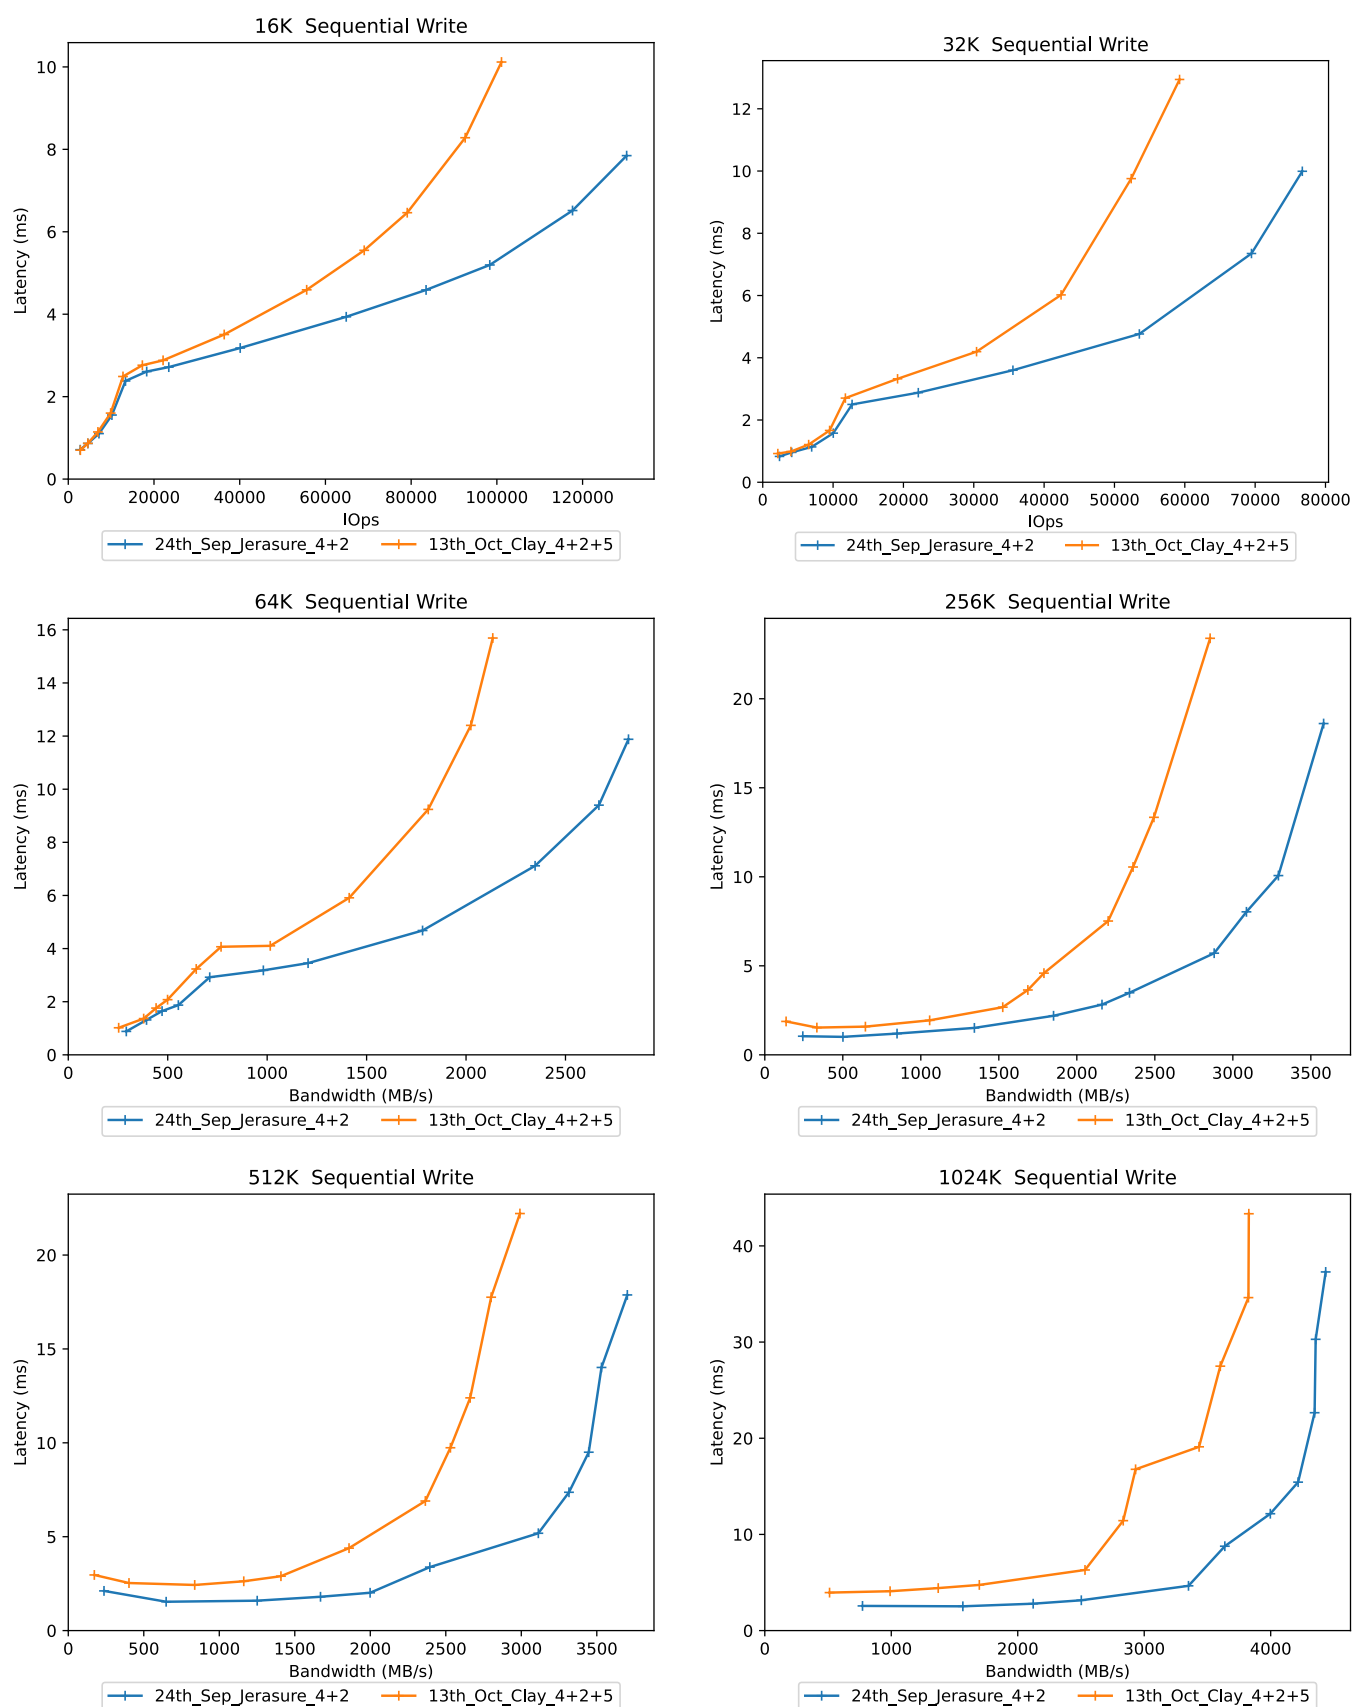 16K  Sequential Write
Latency (ms)
10
8
6
4
2
0
0 20000 40000 60000 80000 100000 120000
IOps
24th_Sep_Jerasure_4+2 13th_Oct_Clay_4+2+5
32K  Sequential Write
Latency (ms)
12
10
8
6
4
2
0
0 10000 20000 30000 40000 50000 60000 70000 80000
IOps
24th_Sep_Jerasure_4+2 13th_Oct_Clay_4+2+5
64K  Sequential Write
Latency (ms)
16
14
12
10
8
6
4
2
0
0 500 1000 1500 2000 2500
Bandwidth (MB/s)
24th_Sep_Jerasure_4+2 13th_Oct_Clay_4+2+5
256K  Sequential Write
Latency (ms)
20
15
10
5
0
0 500 1000 1500 2000 2500 3000 3500
Bandwidth (MB/s)
24th_Sep_Jerasure_4+2 13th_Oct_Clay_4+2+5
512K  Sequential Write
Latency (ms)
20
15
10
5
0
0 500 1000 1500 2000 2500 3000 3500
Bandwidth (MB/s)
24th_Sep_Jerasure_4+2 13th_Oct_Clay_4+2+5
1024K  Sequential Write
Latency (ms)
40
30
20
10
0
0 1000 2000 3000 4000
Bandwidth (MB/s)
24th_Sep_Jerasure_4+2 13th_Oct_Clay_4+2+5